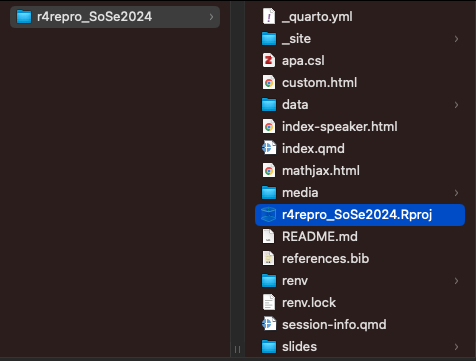 r4repro_SoSe2024
_quarto.yml
_site
apa.csl
custom.html
data
index-speaker.html
index.qmd
mathjax.html
media
r4repro_SoSe2024.Rproj
README.md
references.bib
renv
renv.lock
session-info.qmd
slides